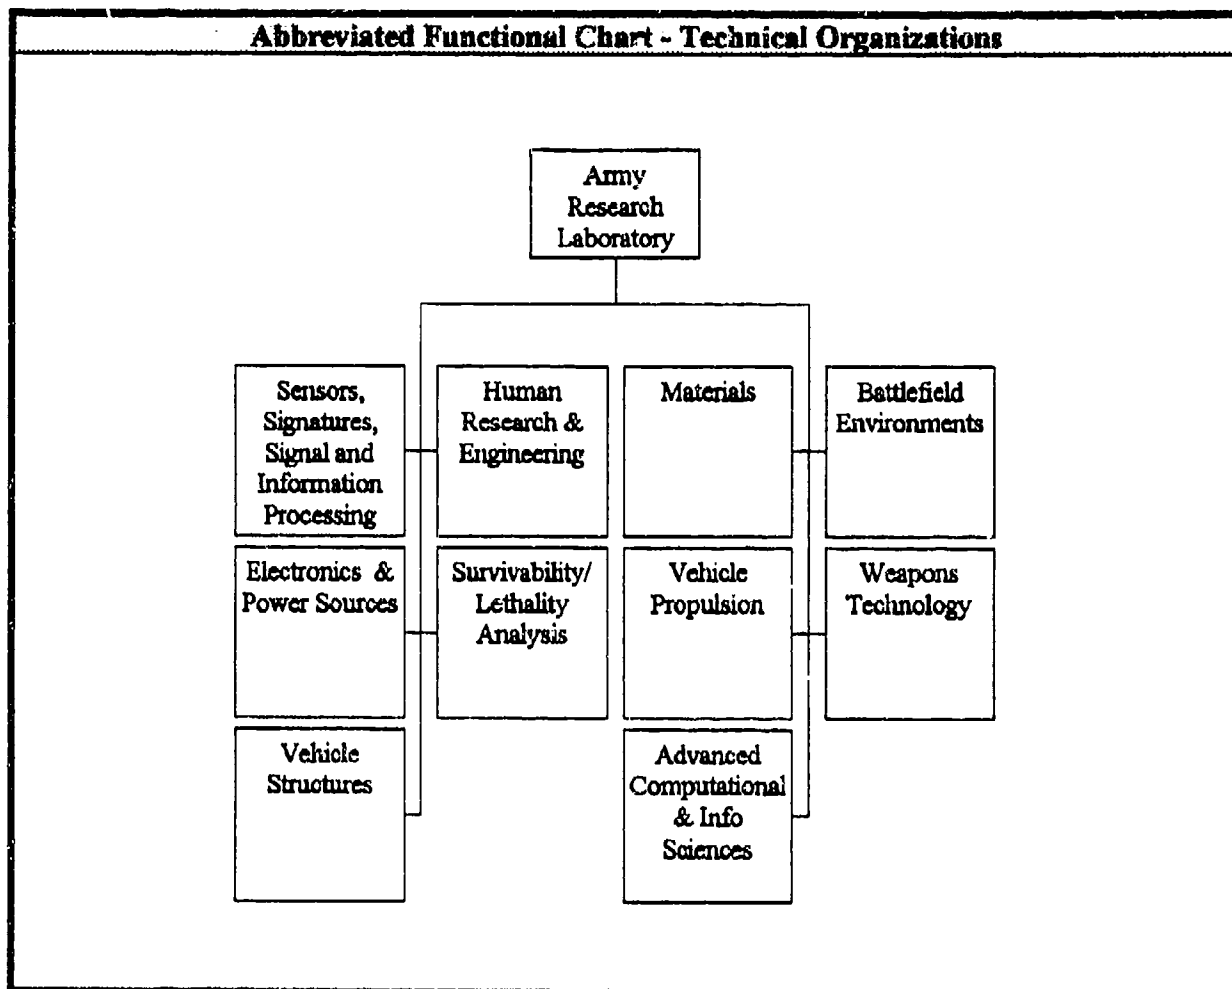 Abbreviated Functional Chart - Technical Organizations
Army
Research
Laboratory
Sensors,
Signatures,
Signal and
Information
Processing
Human
Research &
Engineering
Materials
Battlefield
Environments
Electronics &
Power Sources
Survivability/
Lethality
Analysis
Vehicle
Propulsion
Weapons
Technology
Vehicle
Structures
Advanced
Computational
& Info
Sciences